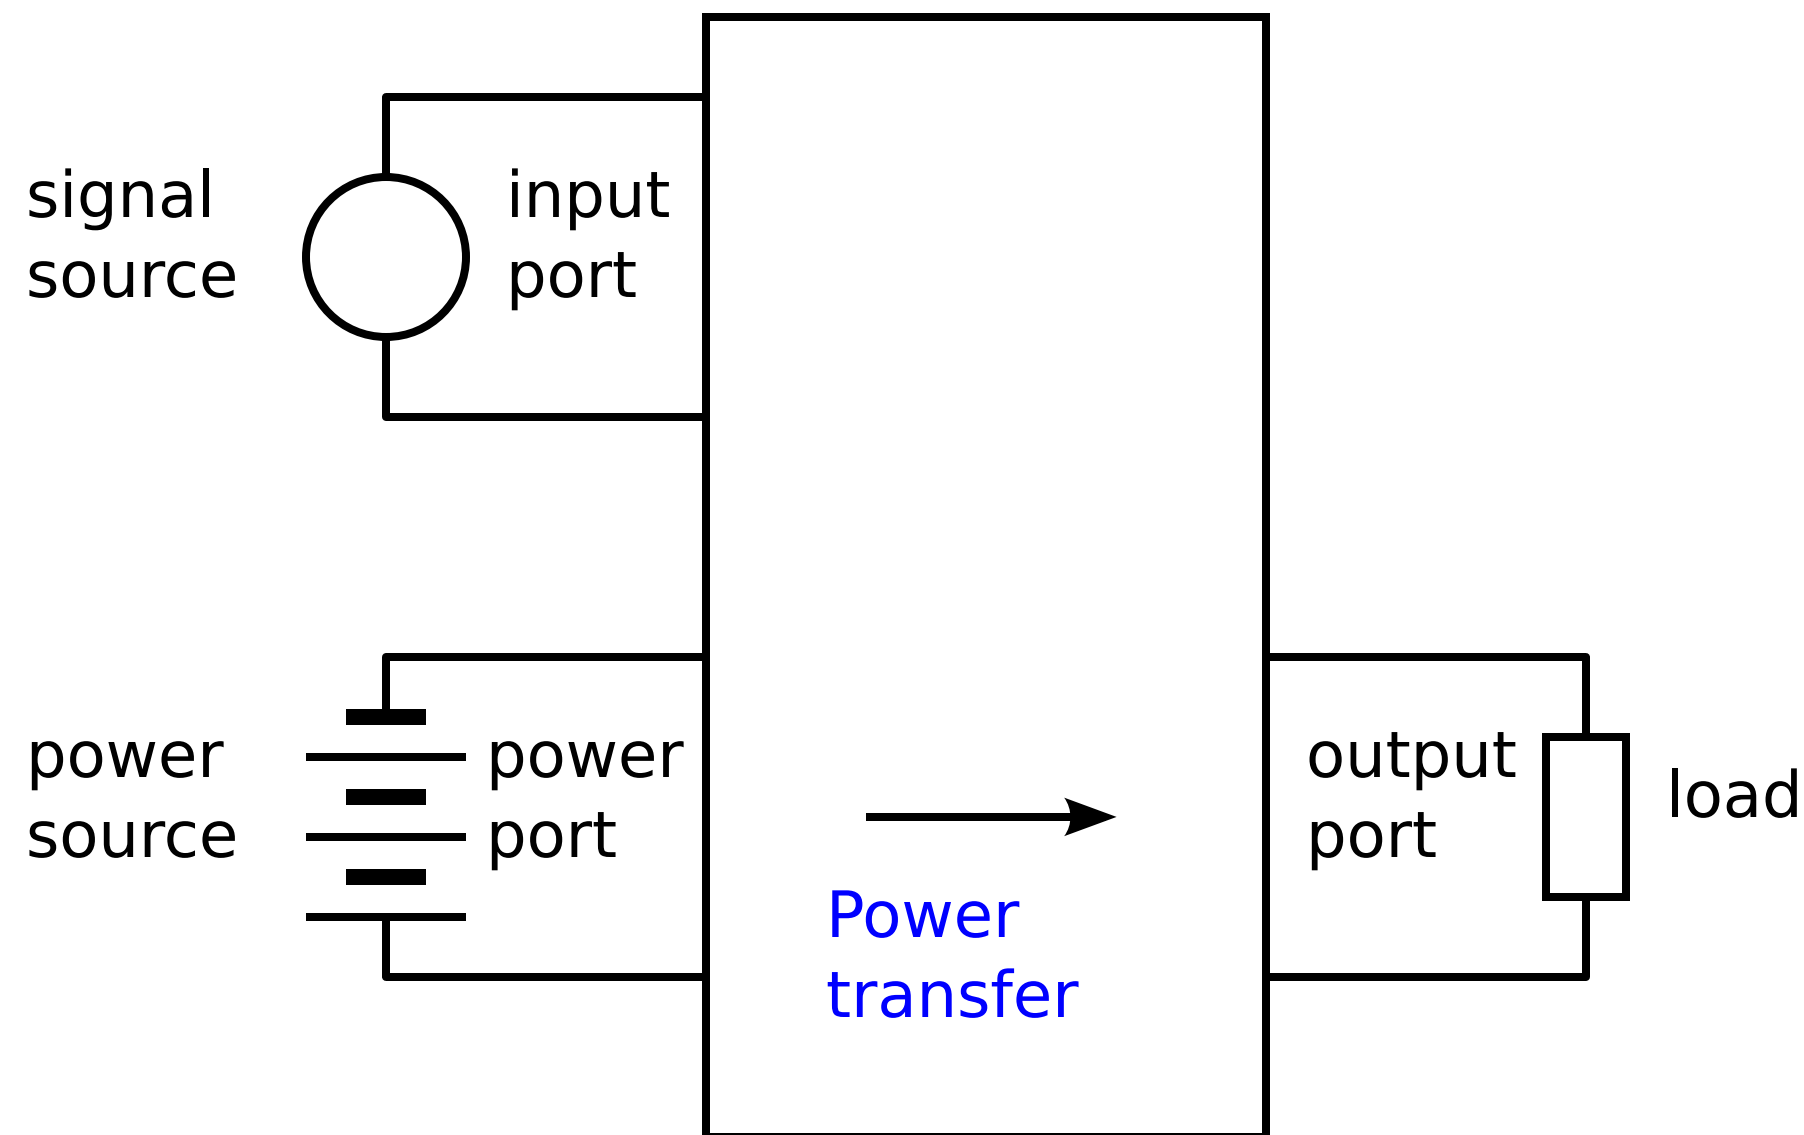 signal
source
input
port
power
source
power
port
Power
transfer
output
port
load